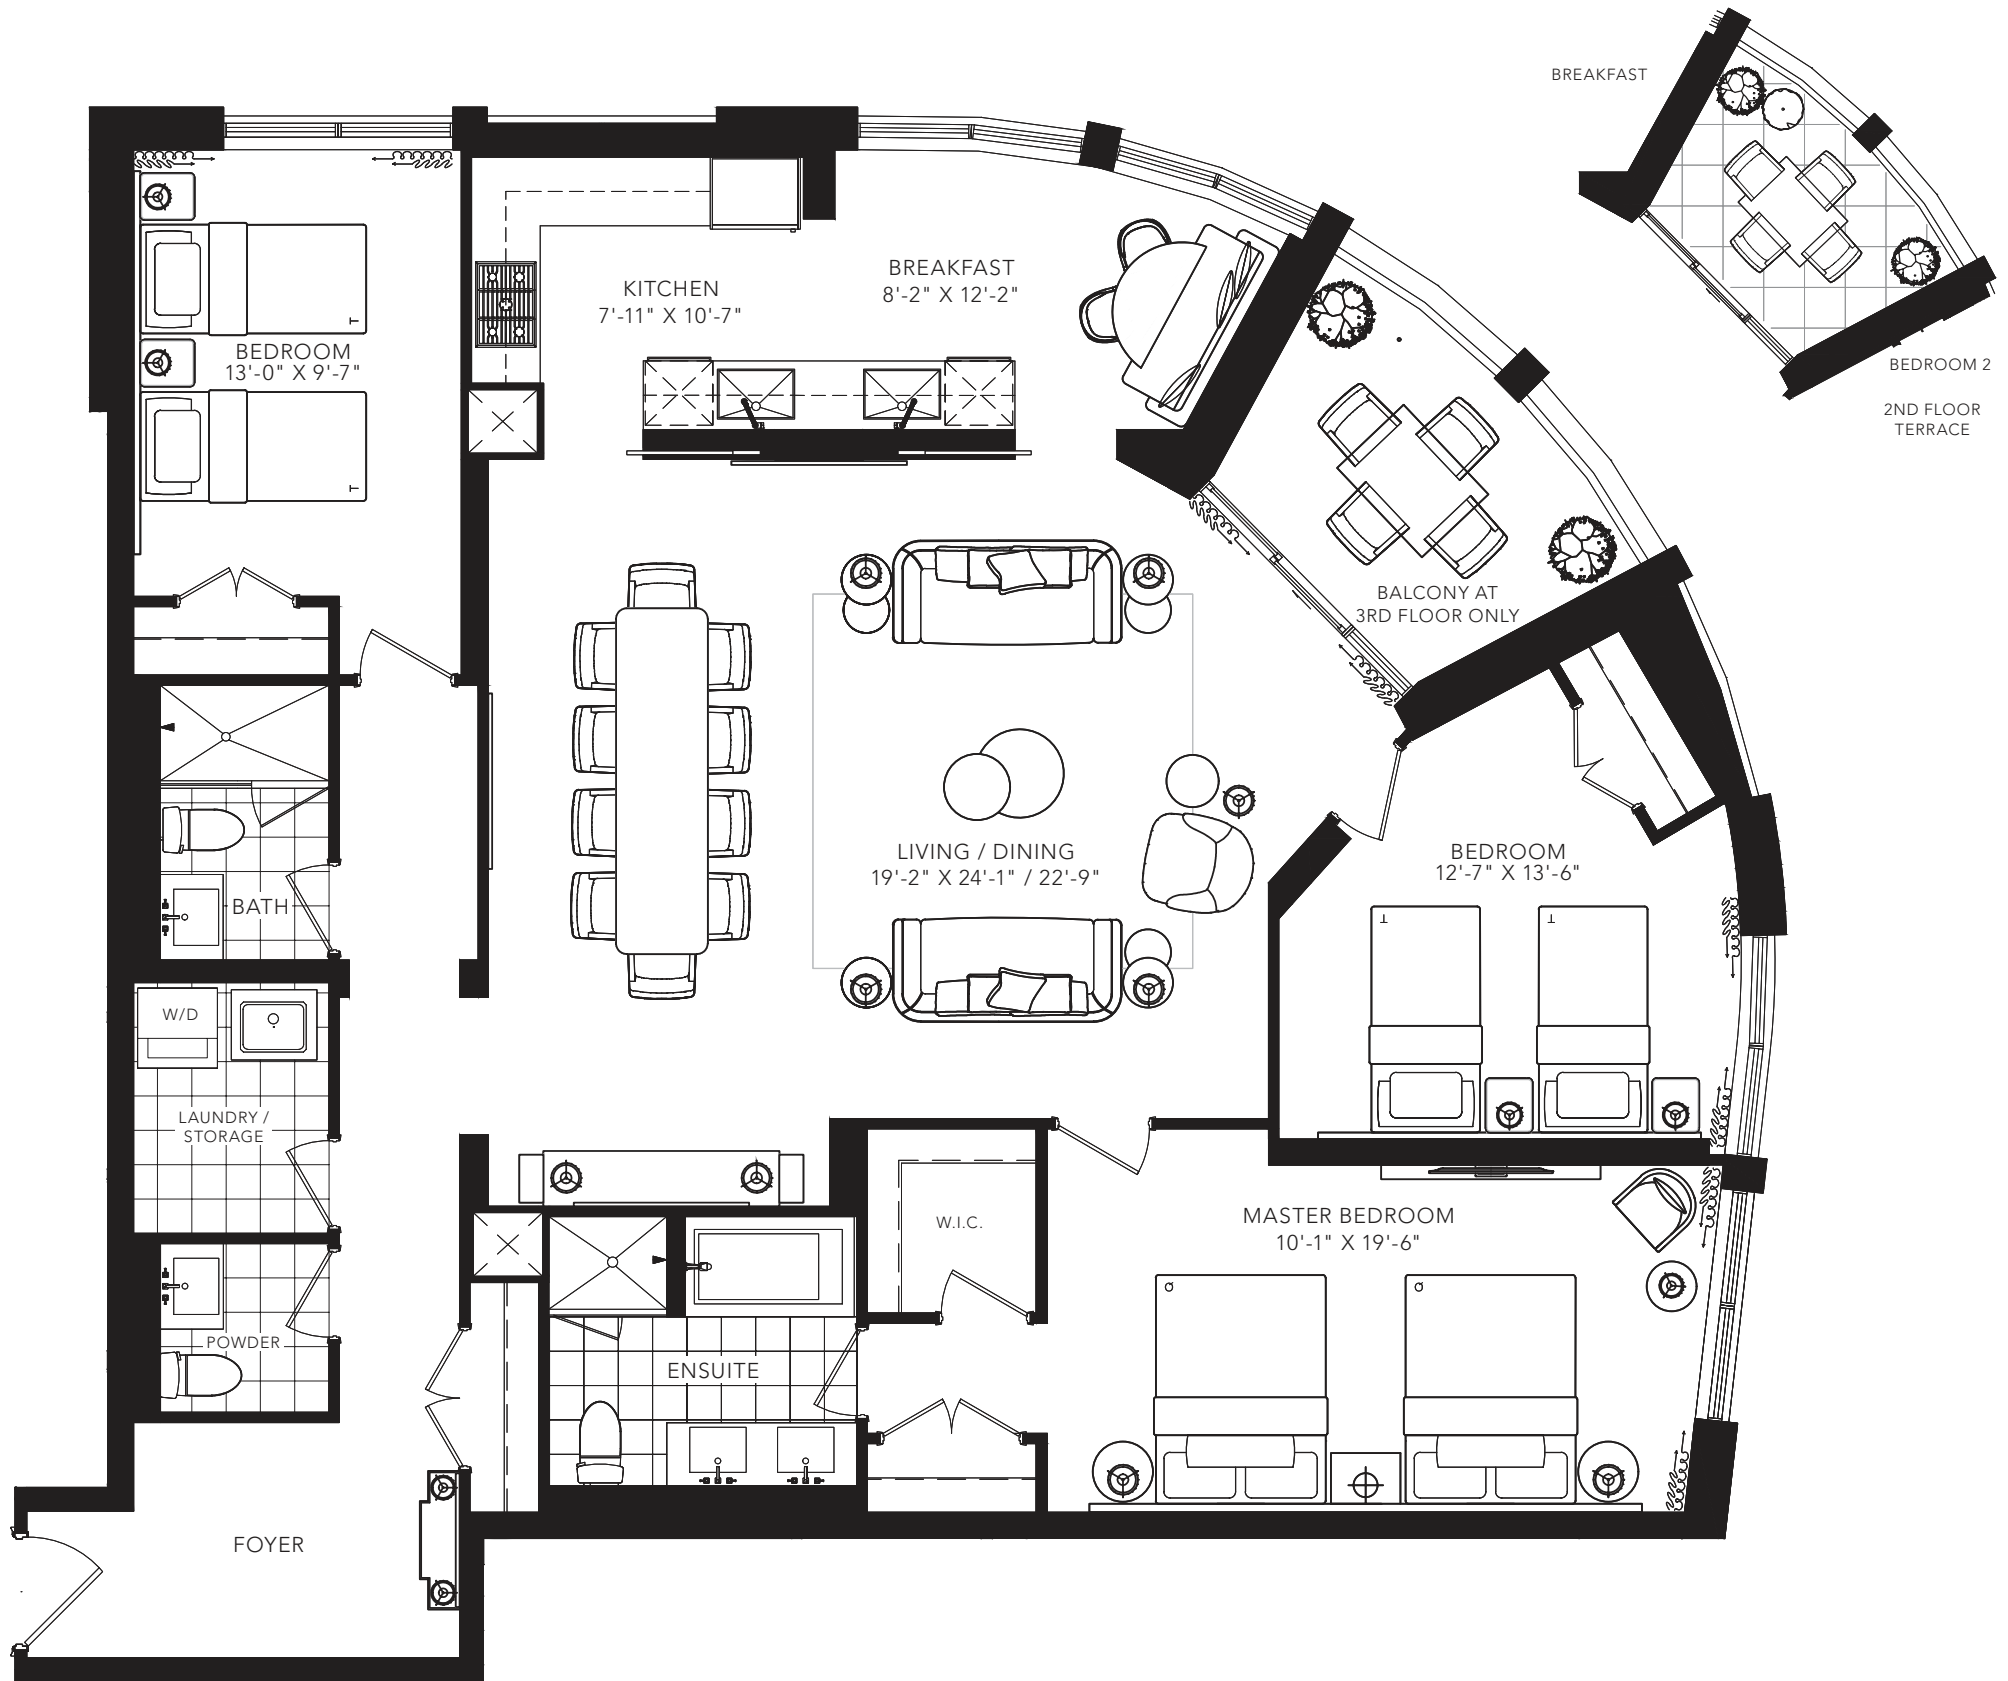 BREAKFAST
BEDROOM 2
2ND FLOOR
TERRACE
BREAKFAST
8'-2" X 12'-2"
KITCHEN
7'-11" X 10'-7"
BEDROOM
13'-0" X 9'-7"
BALCONY AT
3RD FLOOR ONLY
LIVING / DINING
19'-2" X 24'-1" / 22'-9"
BEDROOM
12'-7" X 13'-6"
BATH
W/D
LAUNDRY /
STORAGE
W.I.C.
MASTER BEDROOM
10'-1" X 19'-6"
POWDER
ENSUITE
FOYER